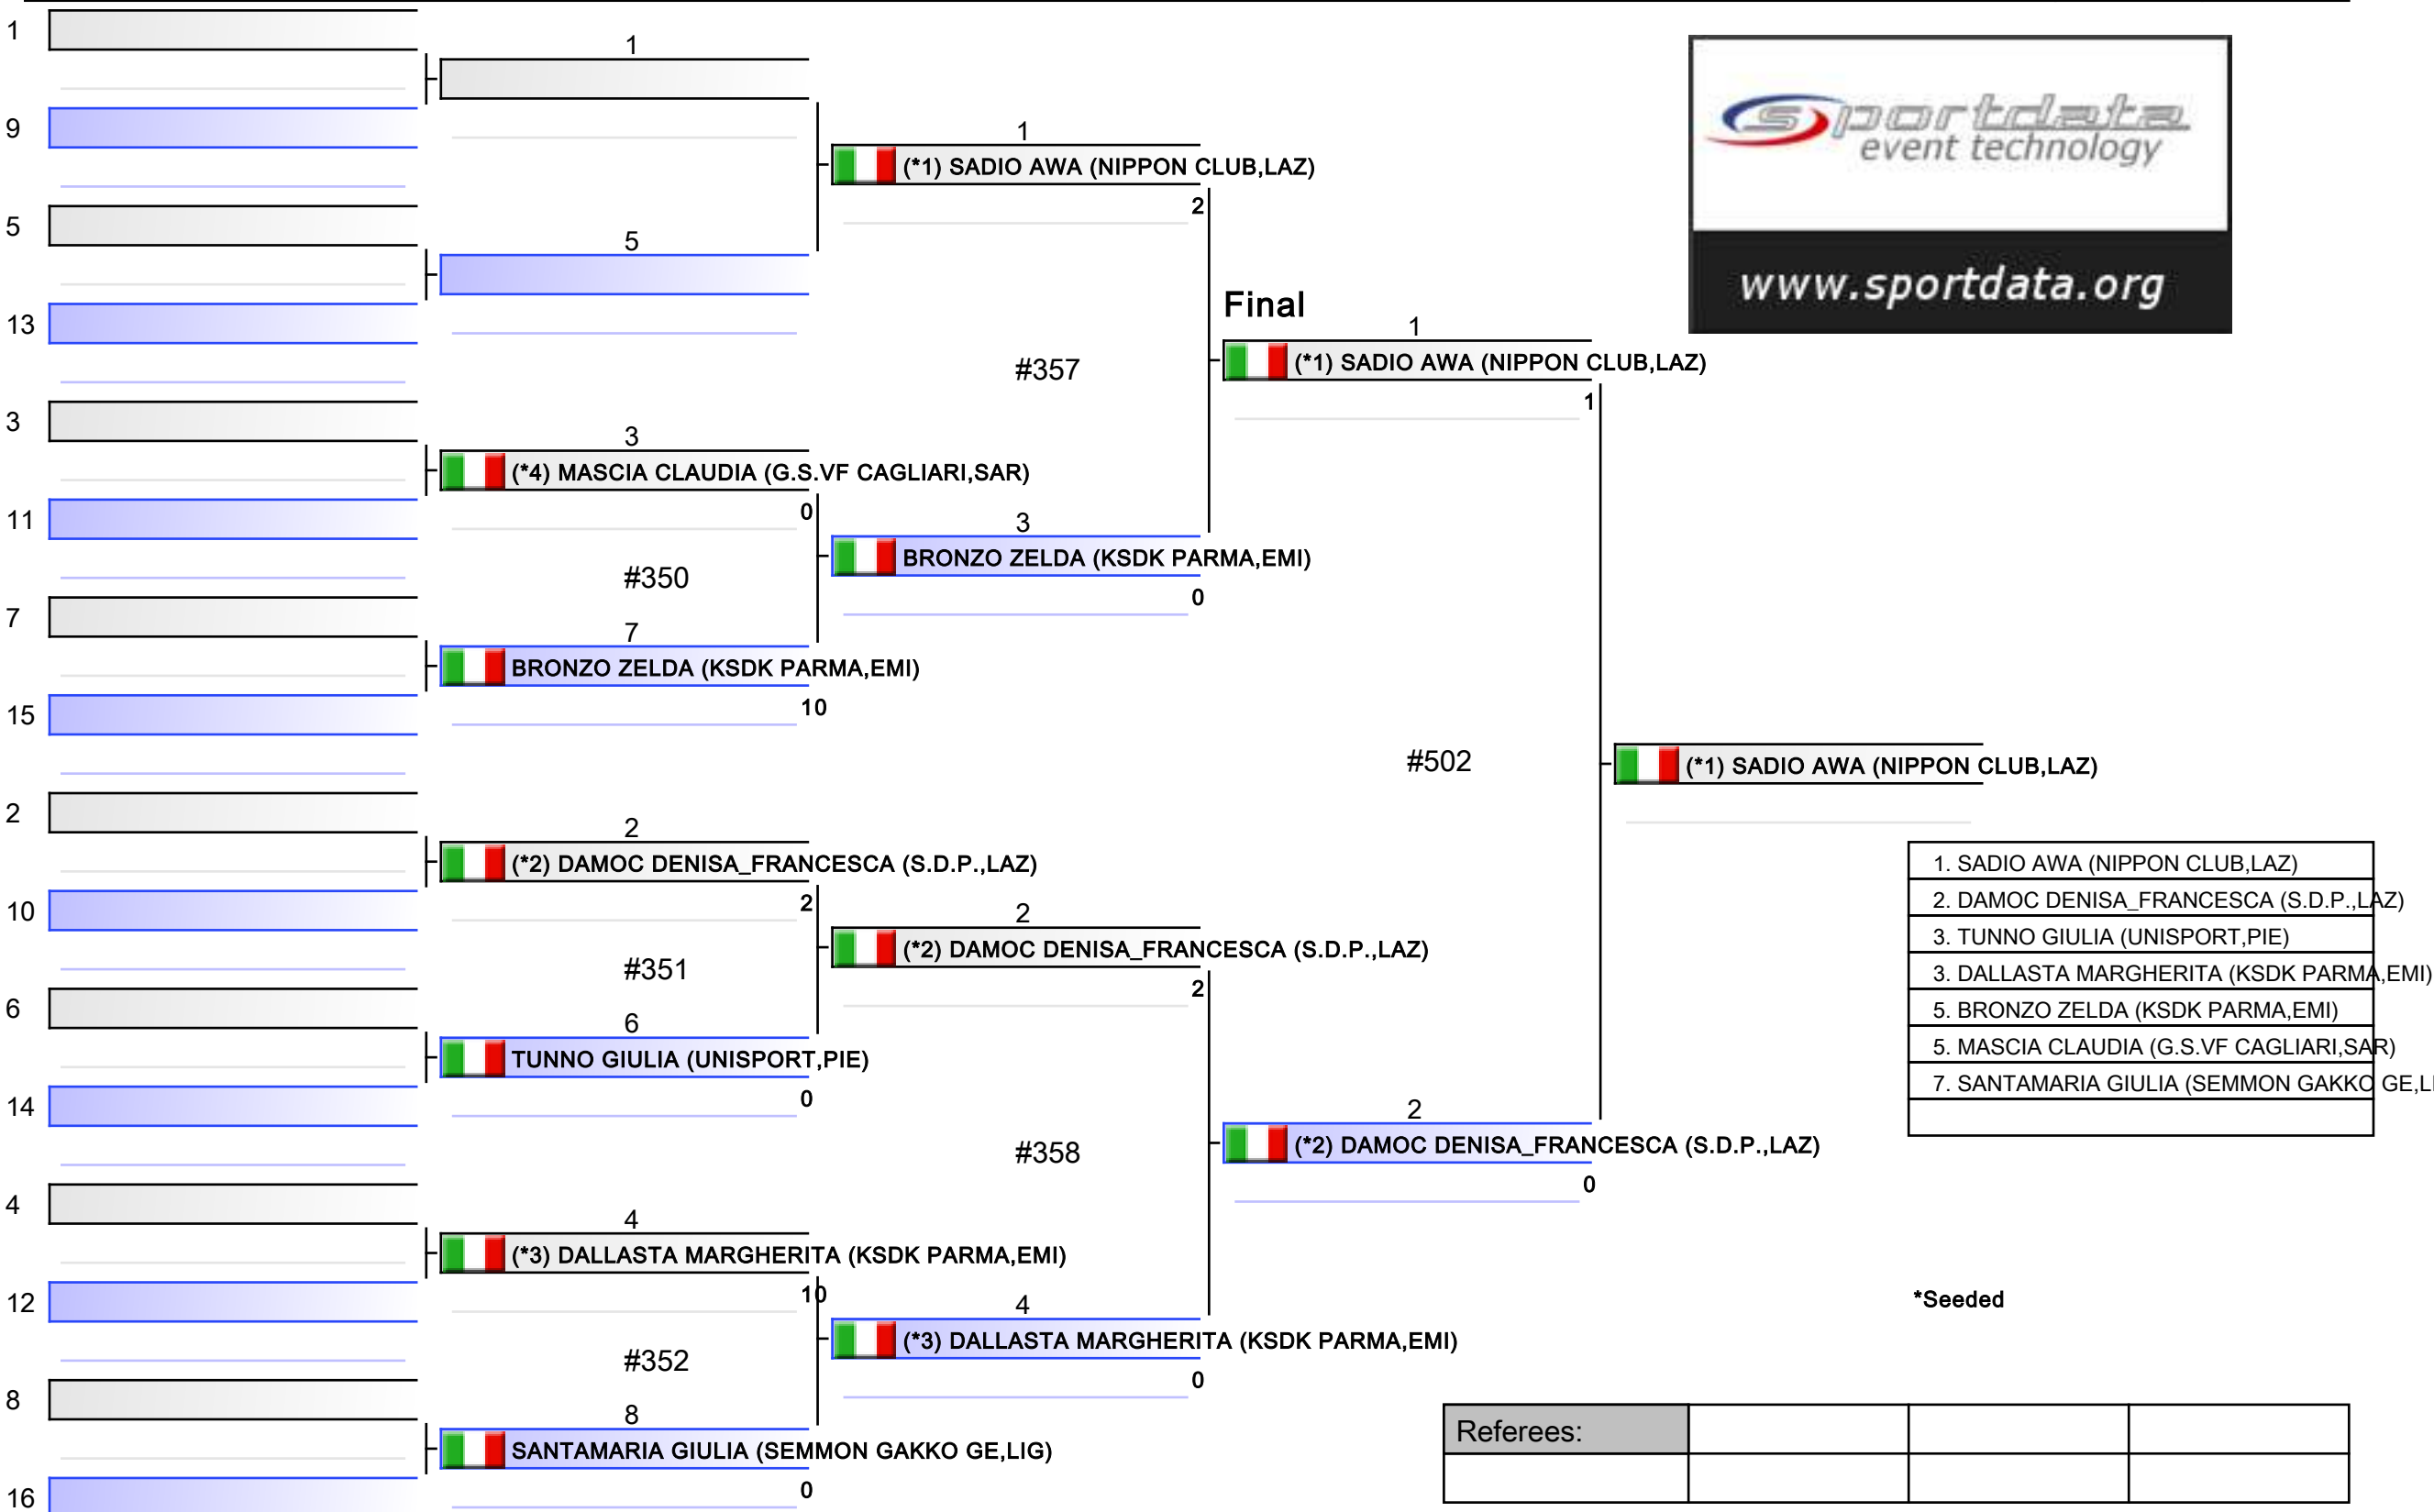 1
1
9
1
(*1) SADIO AWA (NIPPON CLUB,LAZ)
2
5
5
13
Final
1
(*1) SADIO AWA (NIPPON CLUB,LAZ)
1
#357
3
3
(*4) MASCIA CLAUDIA (G.S.VF CAGLIARI,SAR)
0
11
3
BRONZO ZELDA (KSDK PARMA,EMI)
0
#350
7
7
BRONZO ZELDA (KSDK PARMA,EMI)
10
15
#502
(*1) SADIO AWA (NIPPON CLUB,LAZ)
2
2
(*2) DAMOC DENISA_FRANCESCA (S.D.P.,LAZ)
2
10
2
(*2) DAMOC DENISA_FRANCESCA (S.D.P.,LAZ)
2
#351
6
6
TUNNO GIULIA (UNISPORT,PIE)
0
14
#358
2
(*2) DAMOC DENISA_FRANCESCA (S.D.P.,LAZ)
0
4
4
(*3) DALLASTA MARGHERITA (KSDK PARMA,EMI)
10
12
4
(*3) DALLASTA MARGHERITA (KSDK PARMA,EMI)
0
#352
8
8
SANTAMARIA GIULIA (SEMMON GAKKO GE,LIG)
0
16
sportdata
event technology
www.sportdata.org
1. SADIO AWA (NIPPON CLUB,LAZ)
2. DAMOC DENISA_FRANCESCA (S.D.P.,LAZ)
3. TUNNO GIULIA (UNISPORT,PIE)
3. DALLASTA MARGHERITA (KSDK PARMA,EMI)
5. BRONZO ZELDA (KSDK PARMA,EMI)
5. MASCIA CLAUDIA (G.S.VF CAGLIARI,SAR)
7. SANTAMARIA GIULIA (SEMMON GAKKO GE,L
*Seeded
Referees: